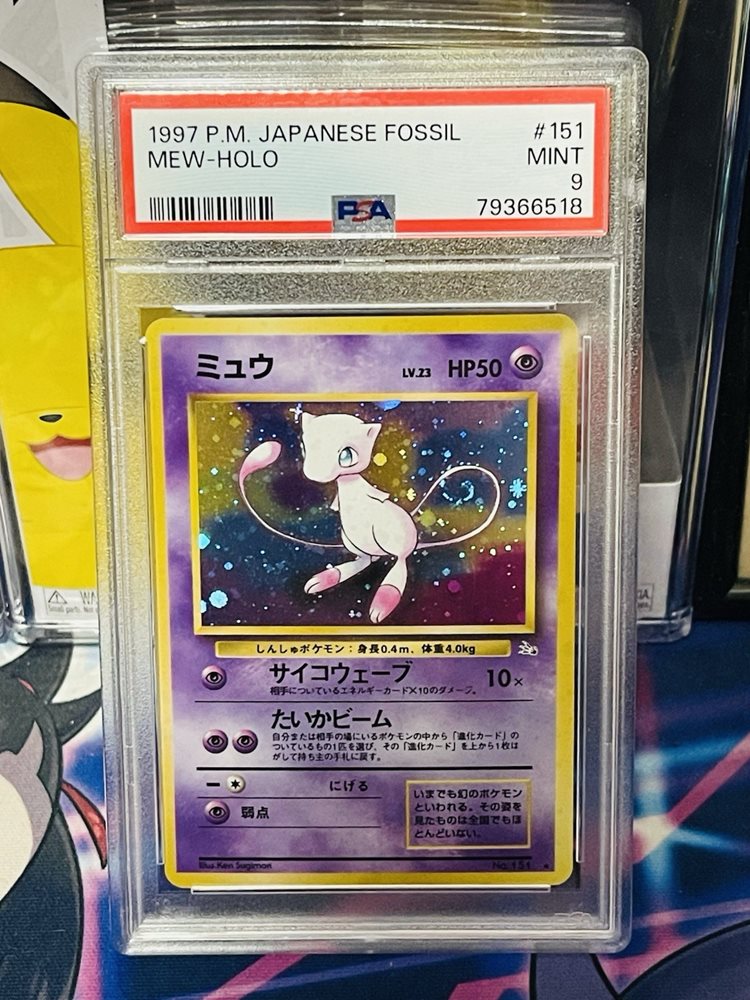 1997 P.M. JAPANESE FOSSIL #151
MEW-HOLO MINT
9
PSA 79366518
ミュウ LV.23 HP50
しんしゅポケモン：身長0.4m、体重4.0kg
サイコウェーブ 10×
相手についているエネルギーカード×10のダメージ。
たいかビーム
自分または相手の場にいるポケモンの中から「進化カード」の
ついているもの1匹を選び、その「進化カード」を上から1枚は
がして持ち主の手札に戻す。
にげる
弱点
いまでも幻のポケモン
といわれる。その姿を
見たものは全国でもほ
とんどいない。
Illus. Ken Sugimori No. 151
Small parts. Not